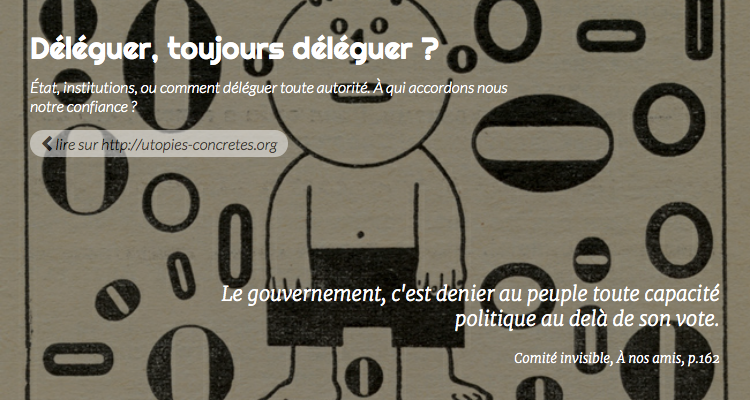 Déléguer, toujours déléguer ?
État, institutions, ou comment déléguer toute autorité. À qui accordons nous
notre confiance ?
lire sur http://utopies-concretes.org
Le gouvernement, c'est denier au peuple toute capacité
politique au delà de son vote.
Comité invisible, À nos amis, p.162